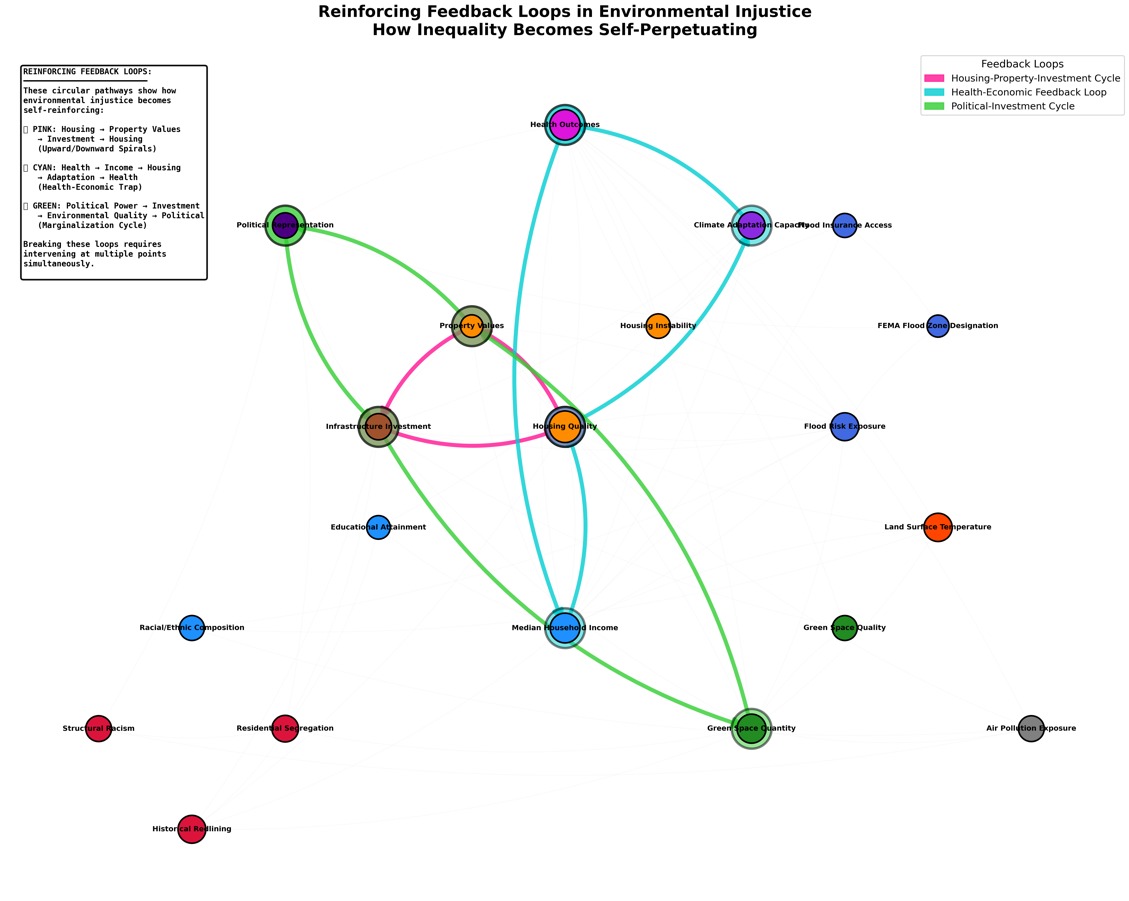 Reinforcing Feedback Loops in Environmental Injustice
How Inequality Becomes Self-Perpetuating
REINFORCING FEEDBACK LOOPS:
These circular pathways show how
environmental injustice becomes
self-reinforcing:
PINK: Housing → Property Values
→ Investment → Housing
(Upward/Downward Spirals)
CYAN: Health → Income → Housing
→ Adaptation → Health
(Health-Economic Trap)
GREEN: Political Power → Investment
→ Environmental Quality → Political
(Marginalization Cycle)
Breaking these loops requires
intervening at multiple points
simultaneously.
Feedback Loops
Housing-Property-Investment Cycle
Health-Economic Feedback Loop
Political-Investment Cycle
Health Outcomes
Political Representation
Climate Adaptation Capacity
Flood Insurance Access
Property Values
Housing Instability
FEMA Flood Zone Designation
Infrastructure Investment
Housing Quality
Flood Risk Exposure
Educational Attainment
Land Surface Temperature
Racial/Ethnic Composition
Median Household Income
Green Space Quality
Structural Racism
Residential Segregation
Green Space Quantity
Air Pollution Exposure
Historical Redlining